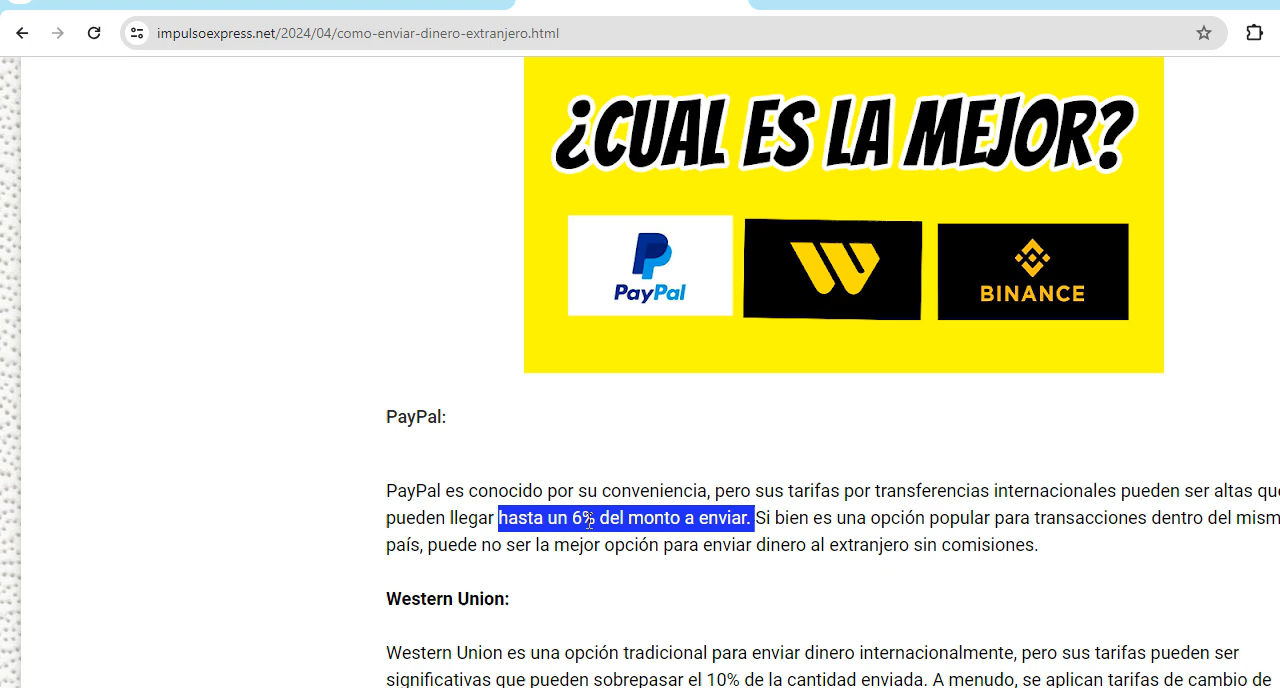 impulsoexpress.net/2024/04/como-enviar-dinero-extranjero.html
¿CUAL ES LA MEJOR?
PayPal
BINANCE
PayPal:
PayPal es conocido por su conveniencia, pero sus tarifas por transferencias internacionales pueden ser altas que
pueden llegar hasta un 6% del monto a enviar. Si bien es una opción popular para transacciones dentro del mism
país, puede no ser la mejor opción para enviar dinero al extranjero sin comisiones.
Western Union:
Western Union es una opción tradicional para enviar dinero internacionalmente, pero sus tarifas pueden ser
significativas que pueden sobrepasar el 10% de la cantidad enviada. A menudo, se aplican tarifas de cambio de